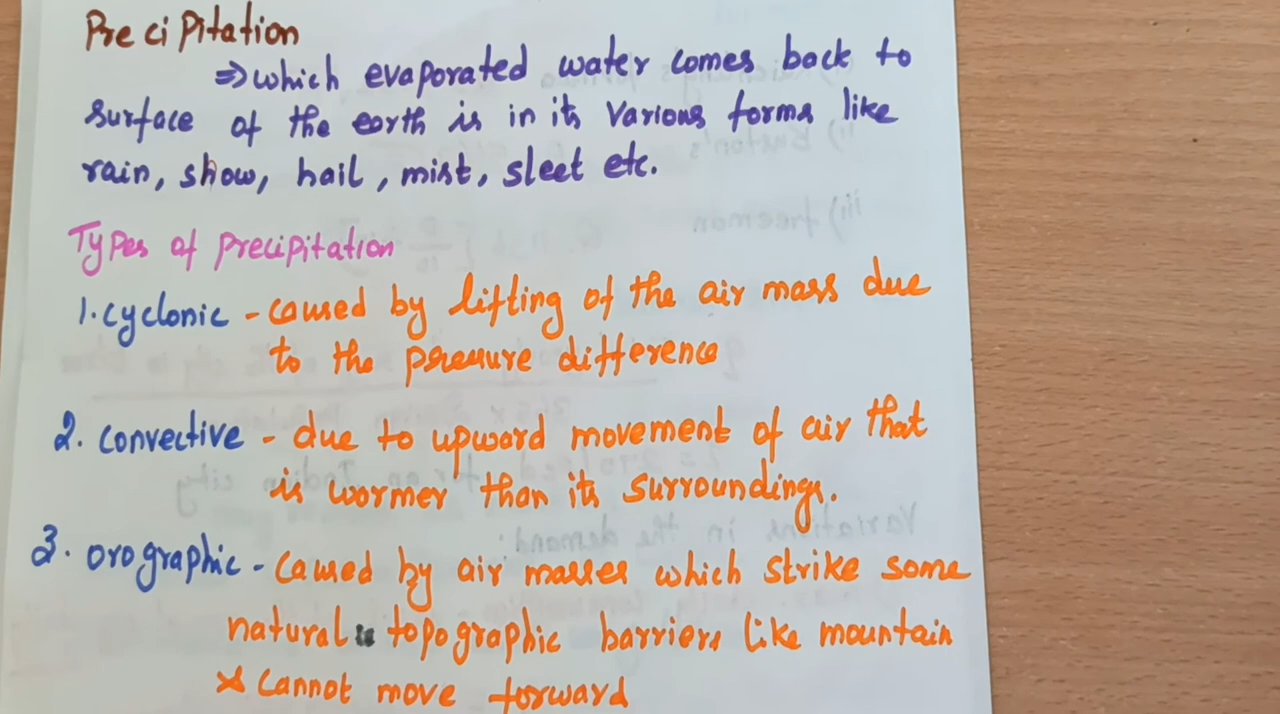 Precipitation
⇒ which evaporated water comes back to
surface of the earth is in its various forms like
rain, show, hail, mist, sleet etc.
Types of precipitation
1. cyclonic - caused by lifting of the air mass due
to the pressure difference
2. convective - due to upward movement of air that
is wormer than its surroundings.
3. orographic - caused by air masses which strike some
natural topographic barriers like mountain
& cannot move forward